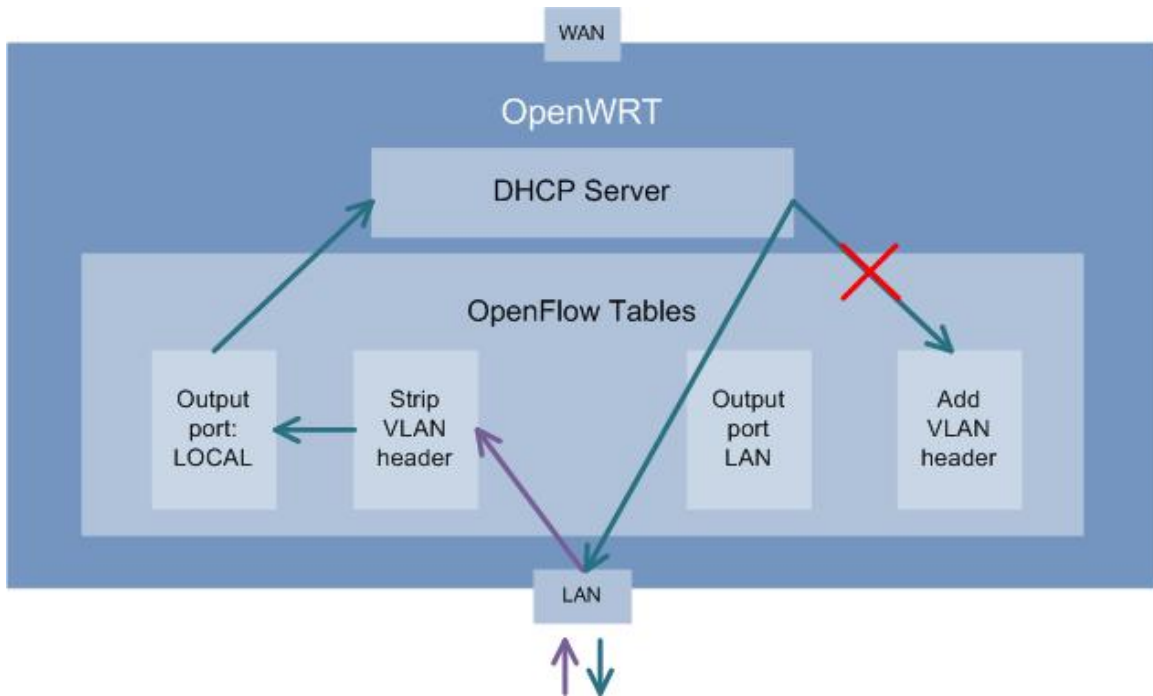 WAN
OpenWRT
DHCP Server
OpenFlow Tables
Output
port:
LOCAL
Strip
VLAN
header
Output
port
LAN
Add
VLAN
header
LAN